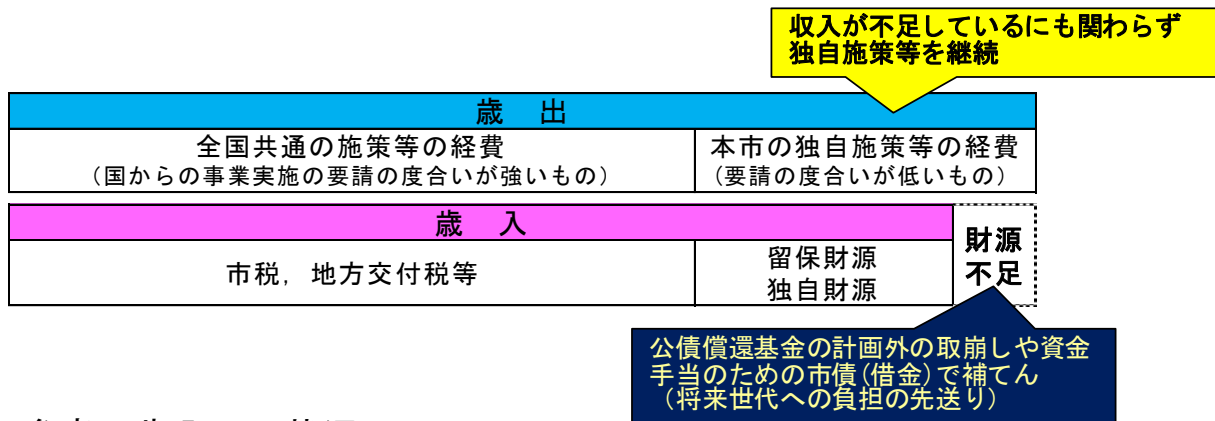 収入が不足しているにも関わらず
独自施策等を継続
歳　出
全国共通の施策等の経費
（国からの事業実施の要請の度合いが強いもの）
本市の独自施策等の経費
（要請の度合いが低いもの）
歳　入
市税，地方交付税等
留保財源
独自財源
財源
不足
公債償還基金の計画外の取崩しや資金
手当のための市債(借金)で補てん
（将来世代への負担の先送り）